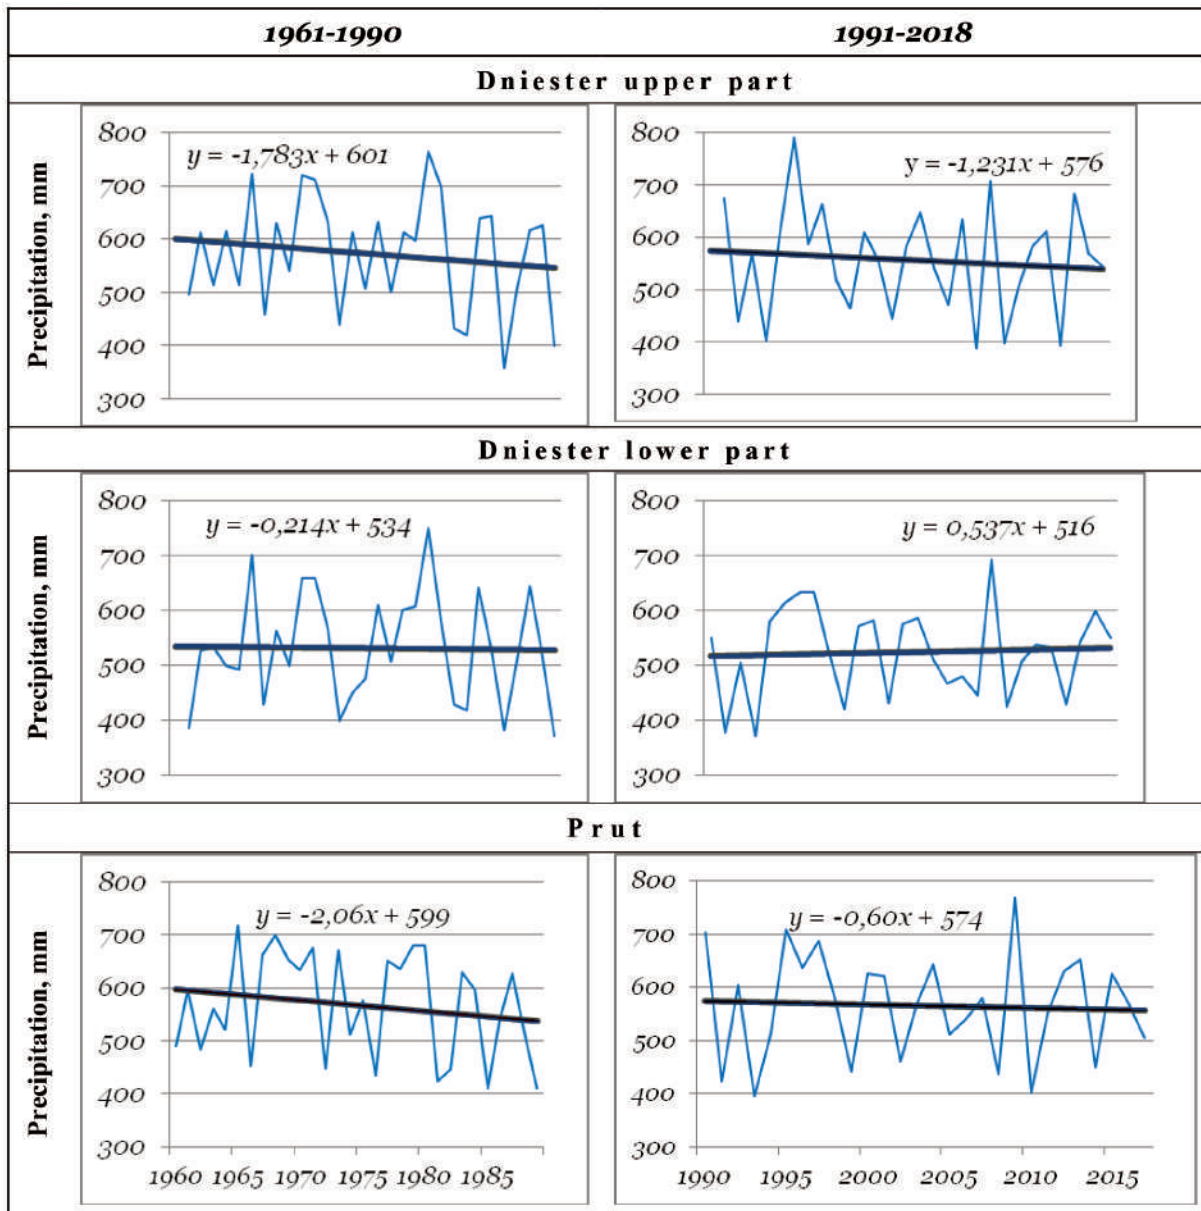 1961-1990 1991-2018
Dniester upper part
Precipitation, mm
800
700
600
500
400
300
y = -1,783x + 601
800
700
600
500
400
300
y = -1,231x + 576
Dniester lower part
Precipitation, mm
800
700
600
500
400
300
y = -0,214x + 534
800
700
600
500
400
300
y = 0,537x + 516
Prut
Precipitation, mm
800
700
600
500
400
300
y = -2,06x + 599
1960 1965 1970 1975 1980 1985
800
700
600
500
400
300
y = -0,60x + 574
1990 1995 2000 2005 2010 2015